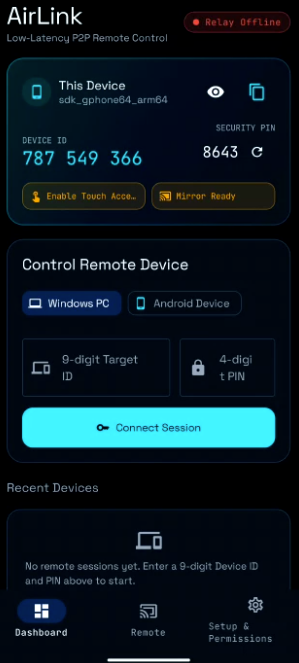 AirLink
Relay Offline
Low-Latency P2P Remote Control
This Device
sdk_gphone64_arm64
DEVICE ID
787 549 366
SECURITY PIN
8643
Enable Touch Acce…
Mirror Ready
Control Remote Device
Windows PC
Android Device
9-digit Target
ID
4-digi
t PIN
Connect Session
Recent Devices
No remote sessions yet. Enter a 9-digit Device ID
and PIN above to start.
Dashboard
Remote
Setup &
Permissions